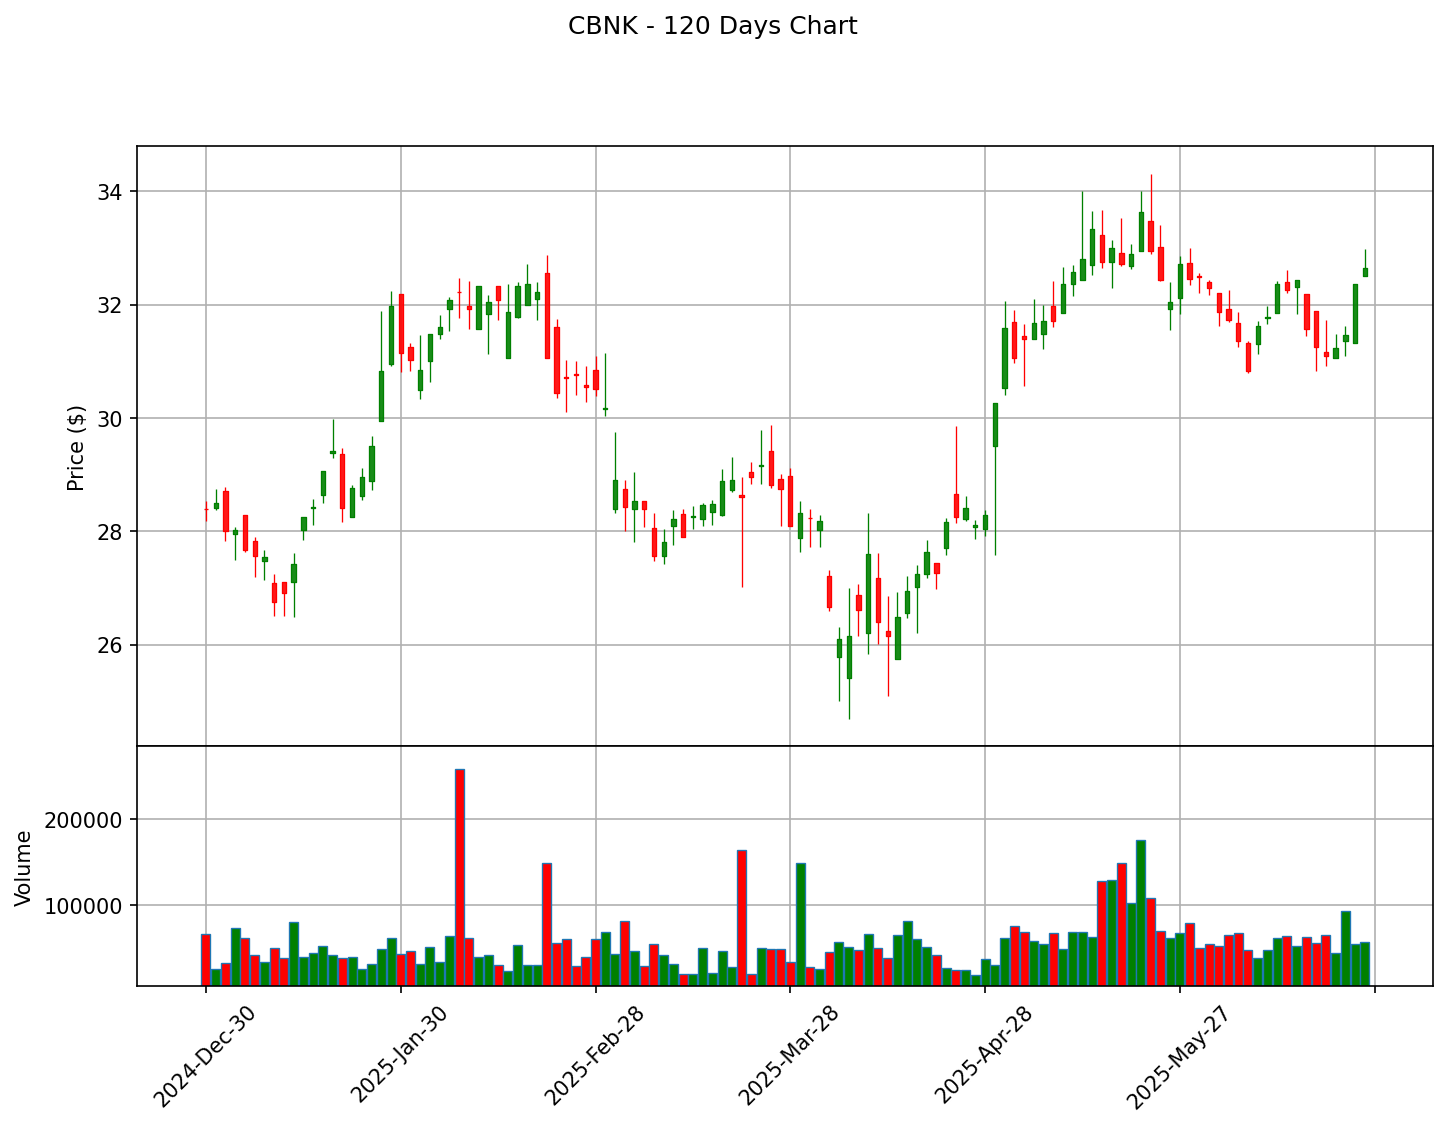 CBNK - 120 Days Chart
Price ($)
34
32
30
28
26
Volume
200000
100000
2024-Dec-30
2025-Jan-30
2025-Feb-28
2025-Mar-28
2025-Apr-28
2025-May-27